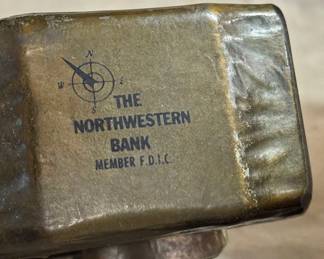 N
W E
S
THE
NORTHWESTERN
BANK
MEMBER F.D.I.C.